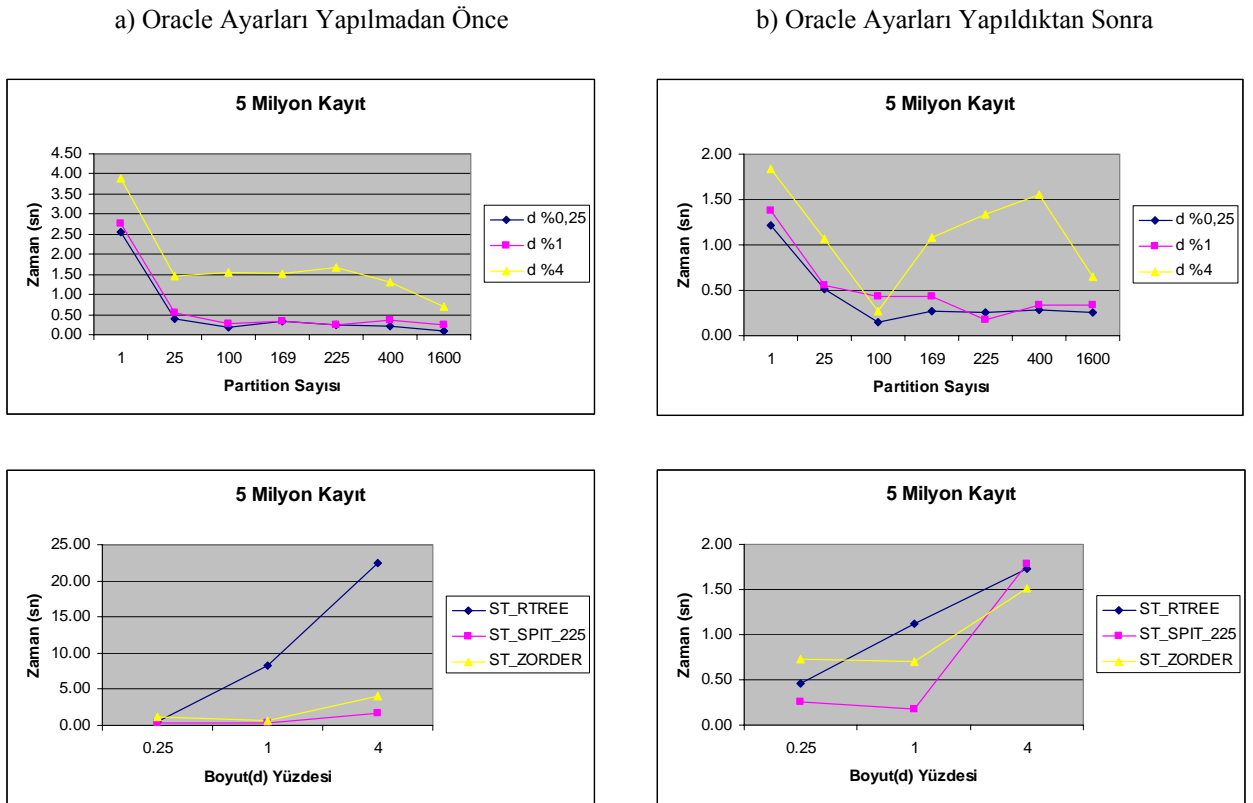 a) Oracle Ayarları Yapılmadan Önce
b) Oracle Ayarları Yapıldıktan Sonra
5 Milyon Kayıt
Zaman (sn)
4.50
4.00
3.50
3.00
2.50
2.00
1.50
1.00
0.50
0.00
1 25 100 169 225 400 1600
Partition Sayısı
d %0,25
d %1
d %4
5 Milyon Kayıt
Zaman (sn)
2.00
1.50
1.00
0.50
0.00
1 25 100 169 225 400 1600
Partition Sayısı
d %0,25
d %1
d %4
5 Milyon Kayıt
Zaman (sn)
25.00
20.00
15.00
10.00
5.00
0.00
0.25 1 4
Boyut(d) Yüzdesi
ST_RTREE
ST_SPIT_225
ST_ZORDER
5 Milyon Kayıt
Zaman (sn)
2.00
1.50
1.00
0.50
0.00
0.25 1 4
Boyut(d) Yüzdesi
ST_RTREE
ST_SPIT_225
ST_ZORDER